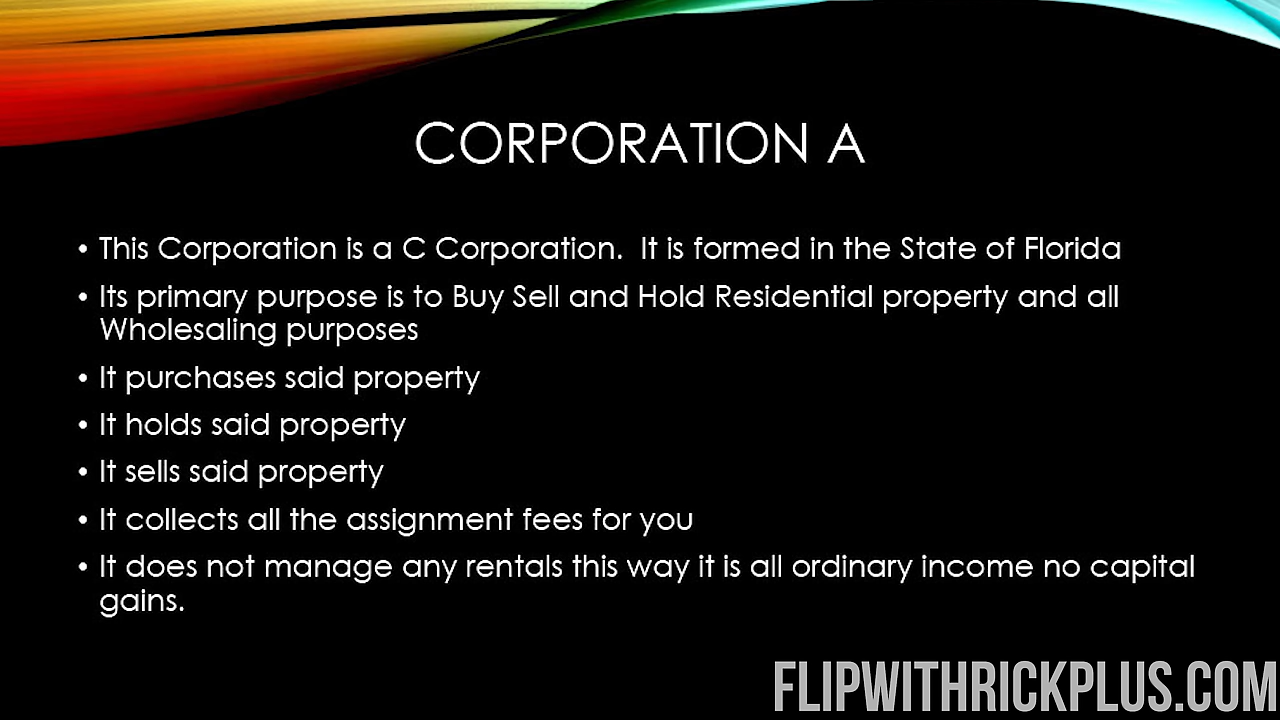 CORPORATION A
• This Corporation is a C Corporation.  It is formed in the State of Florida
• Its primary purpose is to Buy Sell and Hold Residential property and all
Wholesaling purposes
• It purchases said property
• It holds said property
• It sells said property
• It collects all the assignment fees for you
• It does not manage any rentals this way it is all ordinary income no capital
gains.
FLIPWITHRICKPLUS.COM